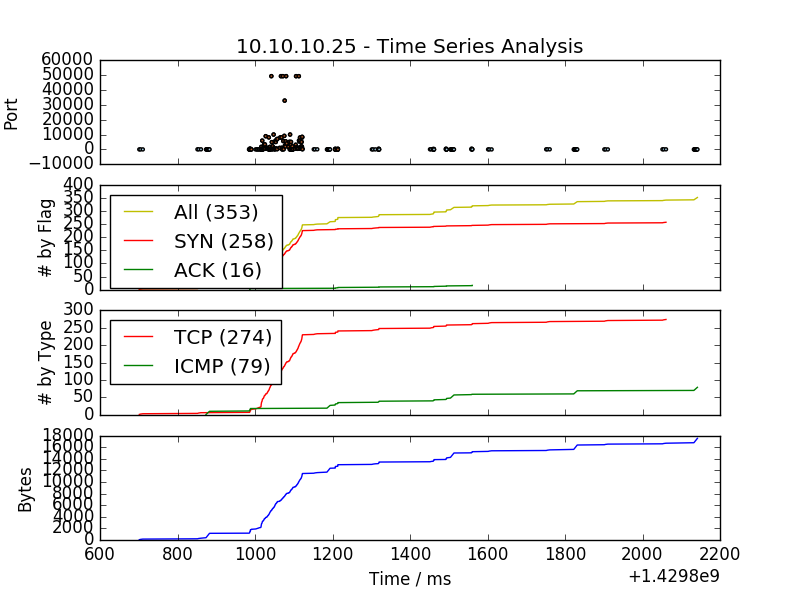 10.10.10.25 - Time Series Analysis
60000
50000
40000
30000
20000
10000
0
−10000
Port
400
350
300
250
200
150
100
50
0
# by Flag
All (353)
SYN (258)
ACK (16)
300
250
200
150
100
50
0
# by Type
TCP (274)
ICMP (79)
18000
16000
14000
12000
10000
8000
6000
4000
2000
0
Bytes
600 800 1000 1200 1400 1600 1800 2000 2200
Time / ms
+1.4298e9